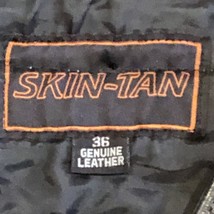 SKIN-TAN
36
GENUINE
LEATHER